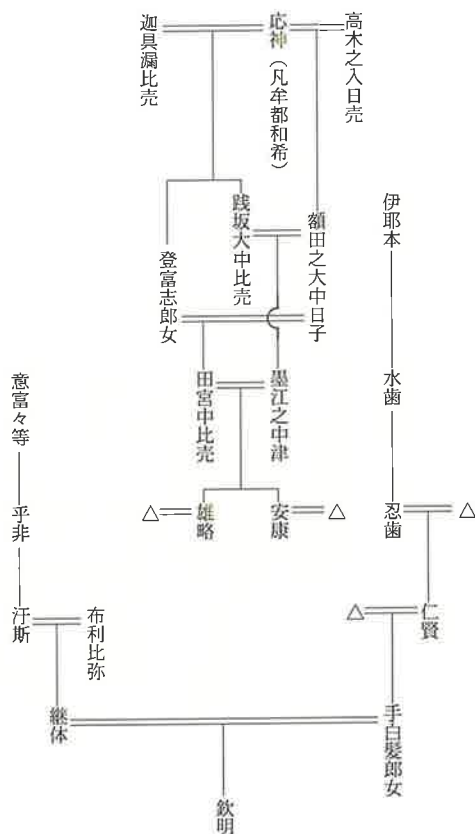 高木之入日売
応神（凡牟都和希）
迦具漏比売
伊耶本
額田之大中日子
践坂大中比売
登富志郎女
水歯
墨江之中津
田宮中比売
意富々等
忍歯
安康
雄略
乎非
仁賢
布利比弥
汙斯
手白髪郎女
継体
欽明